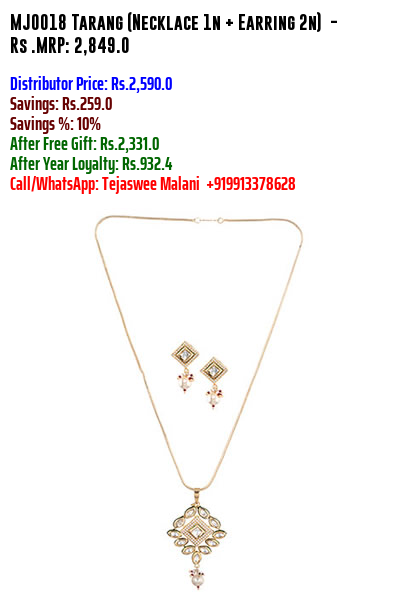 MJ0018 Tarang (Necklace 1n + Earring 2n) –
Rs .MRP: 2,849.0
Distributor Price: Rs.2,590.0
Savings: Rs.259.0
Savings %: 10%
After Free Gift: Rs.2,331.0
After Year Loyalty: Rs.932.4
Call/WhatsApp: Tejaswee Malani +919913378628